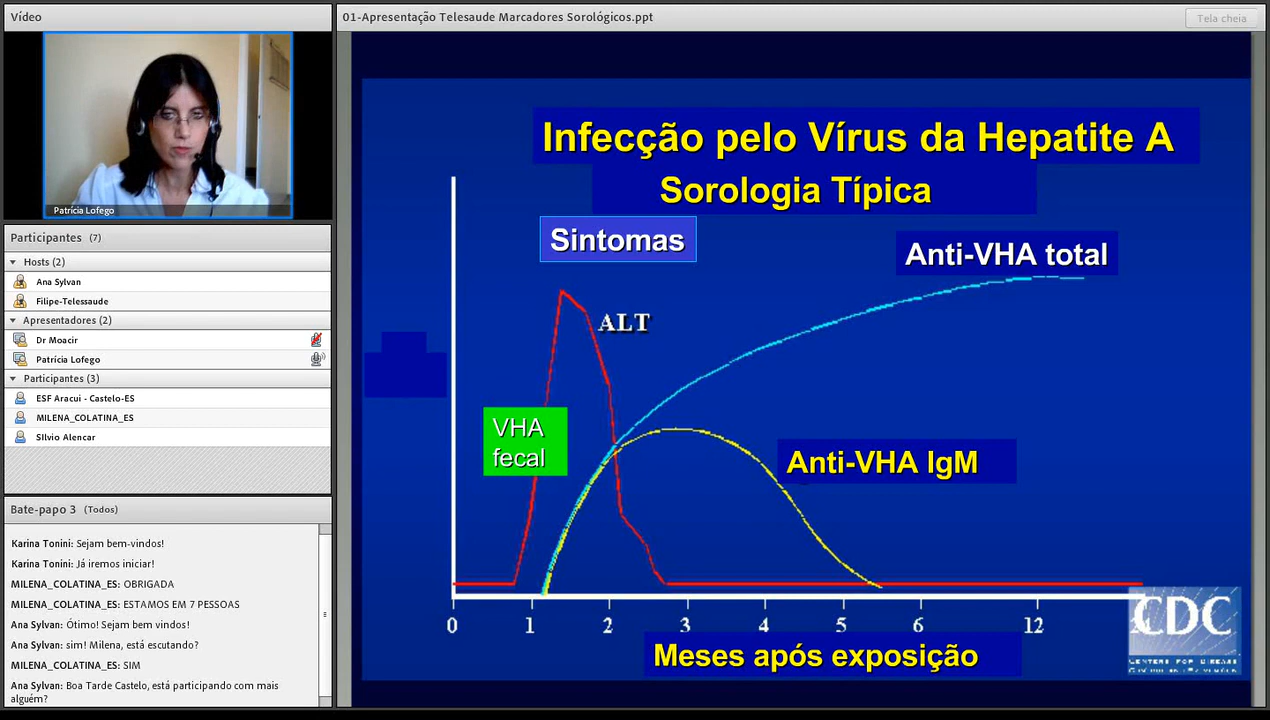 Vídeo
Patrícia Lofego
Participantes (7)
Hosts (2)
Ana Sylvan
Filipe-Telessaude
Apresentadores (2)
Dr Moacir
Patrícia Lofego
Participantes (3)
ESF Aracui - Castelo-ES
MILENA_COLATINA_ES
SIlvio Alencar
Bate-papo 3 (Todos)
Karina Tonini: Sejam bem-vindos!
Karina Tonini: Já iremos iniciar!
MILENA_COLATINA_ES: OBRIGADA
MILENA_COLATINA_ES: ESTAMOS EM 7 PESSOAS
Ana Sylvan: Ótimo! Sejam bem vindos!
Ana Sylvan: sim! Milena, está escutando?
MILENA_COLATINA_ES: SIM
Ana Sylvan: Boa Tarde Castelo, está participando com mais
alguém?
01-Apresentação Telesaude Marcadores Sorológicos.ppt
Tela cheia
Infecção pelo Vírus da Hepatite A
Sorologia Típica
Sintomas
Anti-VHA total
ALT
VHA
fecal
Anti-VHA IgM
0 1 2 3 4 5 6 12
Meses após exposição
CDC
CENTERS FOR DISEASE